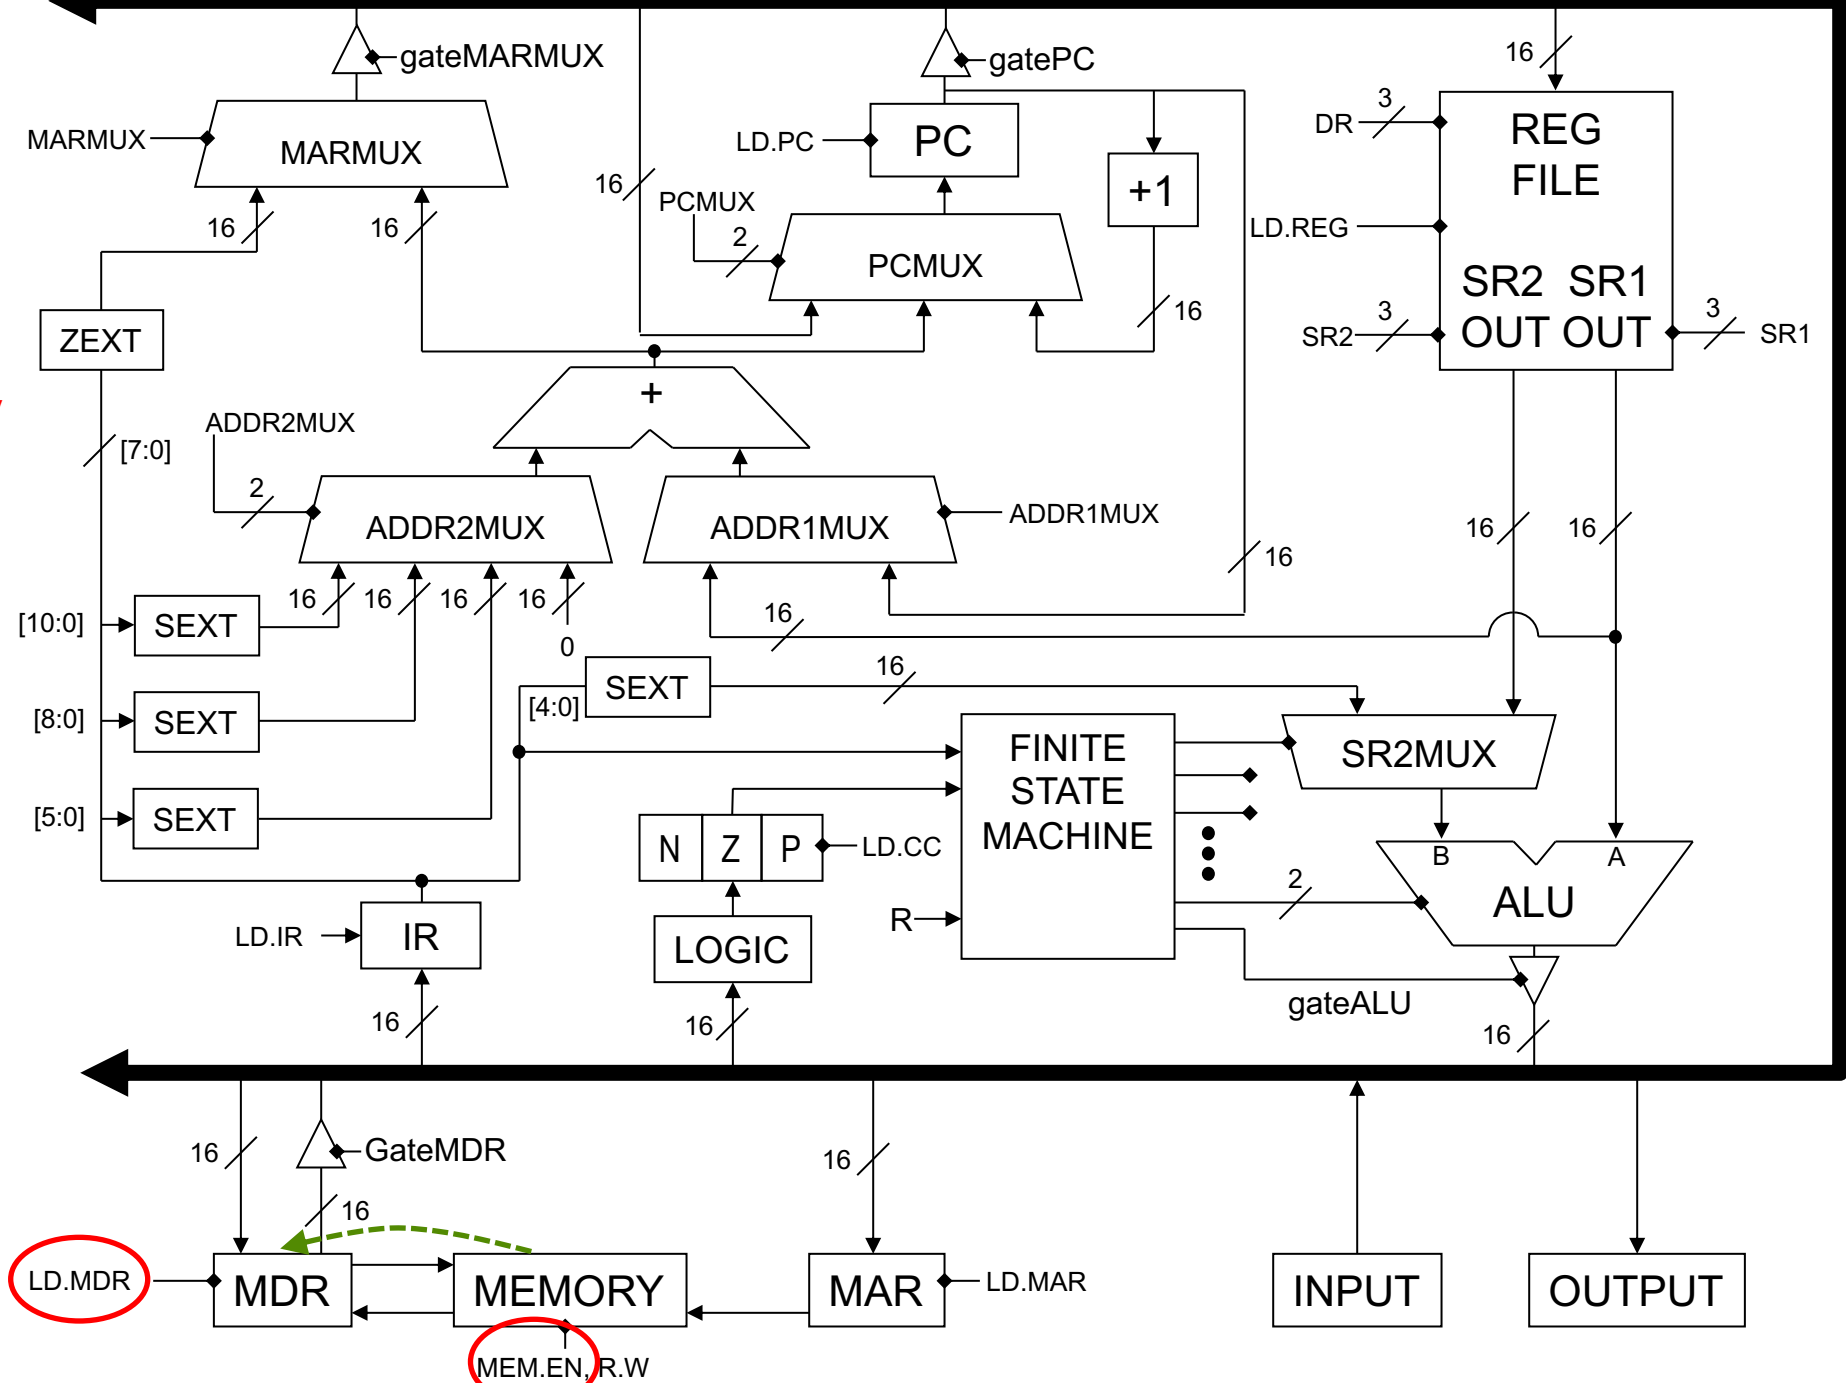 gateMARMUX
gatePC
16
3
MARMUX
MARMUX
LD.PC
PC
DR
REG
FILE
16
PCMUX
+1
16
16
2
PCMUX
LD.REG
SR2 SR1
OUT OUT
16
3
3
SR2
SR1
ZEXT
+
ADDR2MUX
[7:0]
2
ADDR2MUX
ADDR1MUX
ADDR1MUX
16
16
16
16
16
16
16
[10:0]
SEXT
16
0
SEXT
16
[4:0]
[8:0]
SEXT
FINITE
STATE
MACHINE
SR2MUX
[5:0]
SEXT
N Z P
LD.CC
B
A
2
ALU
R
LD.IR
IR
LOGIC
gateALU
16
16
16
16
GateMDR
16
16
LD.MDR
MDR
MEMORY
MAR
LD.MAR
INPUT
OUTPUT
MEM.EN, R.W